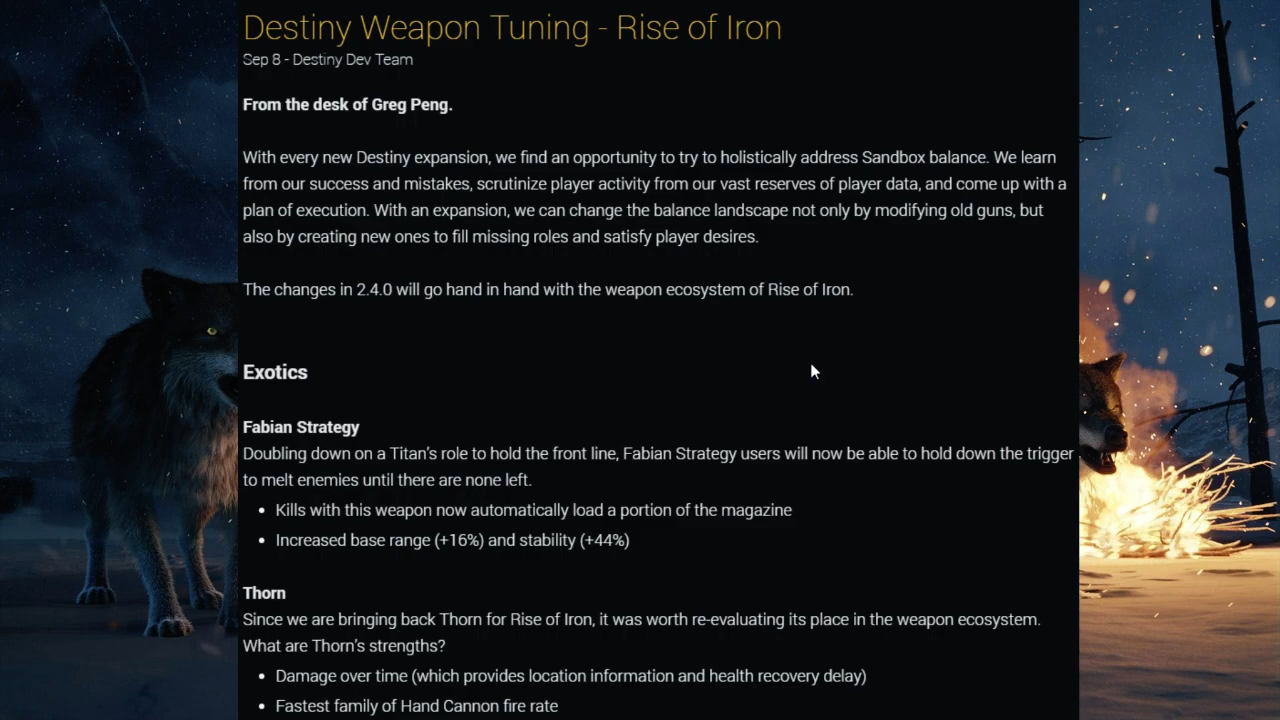 Destiny Weapon Tuning - Rise of Iron
Sep 8 - Destiny Dev Team
From the desk of Greg Peng.
With every new Destiny expansion, we find an opportunity to try to holistically address Sandbox balance. We learn
from our success and mistakes, scrutinize player activity from our vast reserves of player data, and come up with a
plan of execution. With an expansion, we can change the balance landscape not only by modifying old guns, but
also by creating new ones to fill missing roles and satisfy player desires.
The changes in 2.4.0 will go hand in hand with the weapon ecosystem of Rise of Iron.
Exotics
Fabian Strategy
Doubling down on a Titan's role to hold the front line, Fabian Strategy users will now be able to hold down the trigger
to melt enemies until there are none left.
• Kills with this weapon now automatically load a portion of the magazine
• Increased base range (+16%) and stability (+44%)
Thorn
Since we are bringing back Thorn for Rise of Iron, it was worth re-evaluating its place in the weapon ecosystem.
What are Thorn's strengths?
• Damage over time (which provides location information and health recovery delay)
• Fastest family of Hand Cannon fire rate